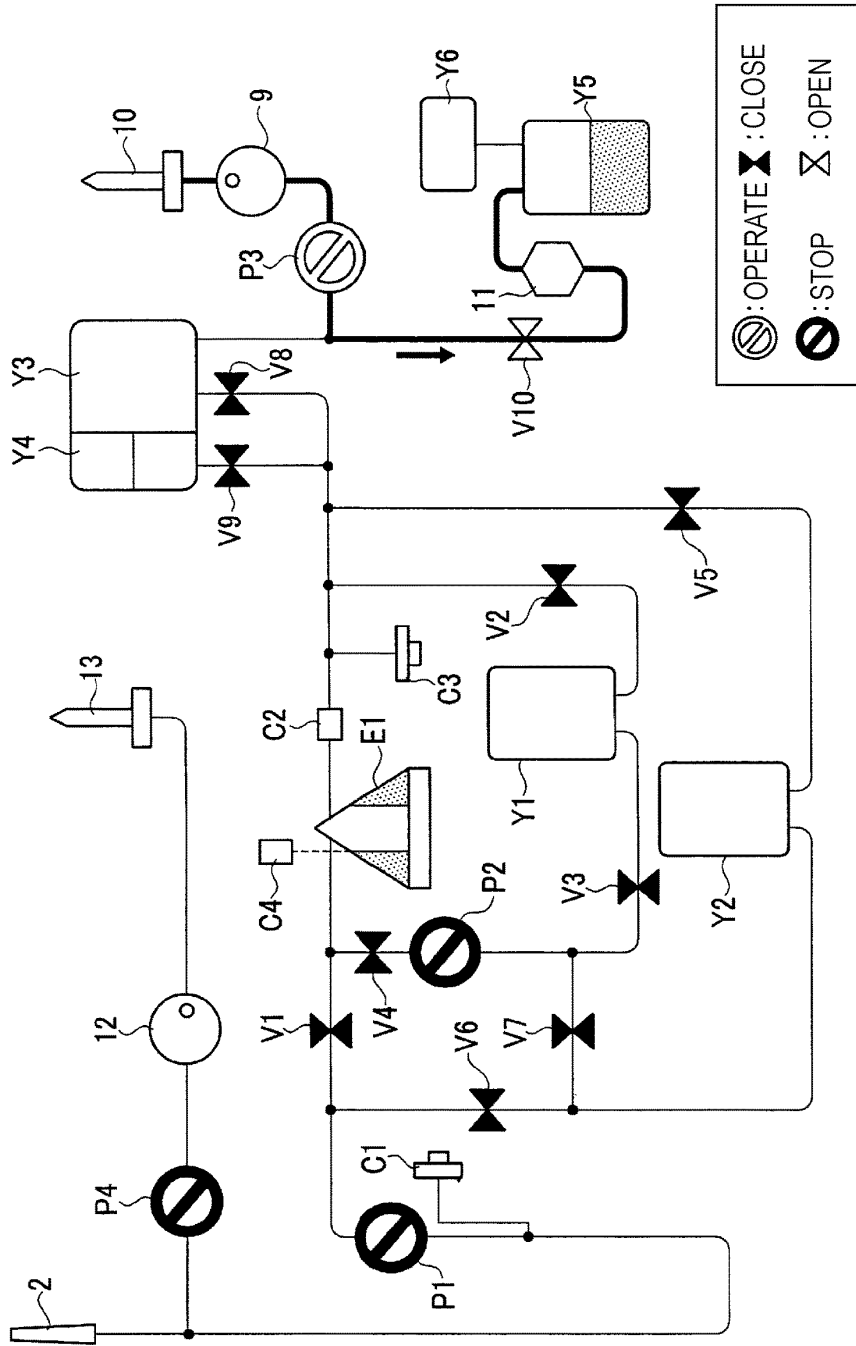 2
P4
12
13
Y4
Y3
10
9
P3
V9
V8
Y6
Y5
11
V10
C4
E1
C2
C3
V1
V4
P2
V2
V5
C1
P1
V6
V7
V3
Y1
Y2
: OPERATE
: CLOSE
: STOP
: OPEN